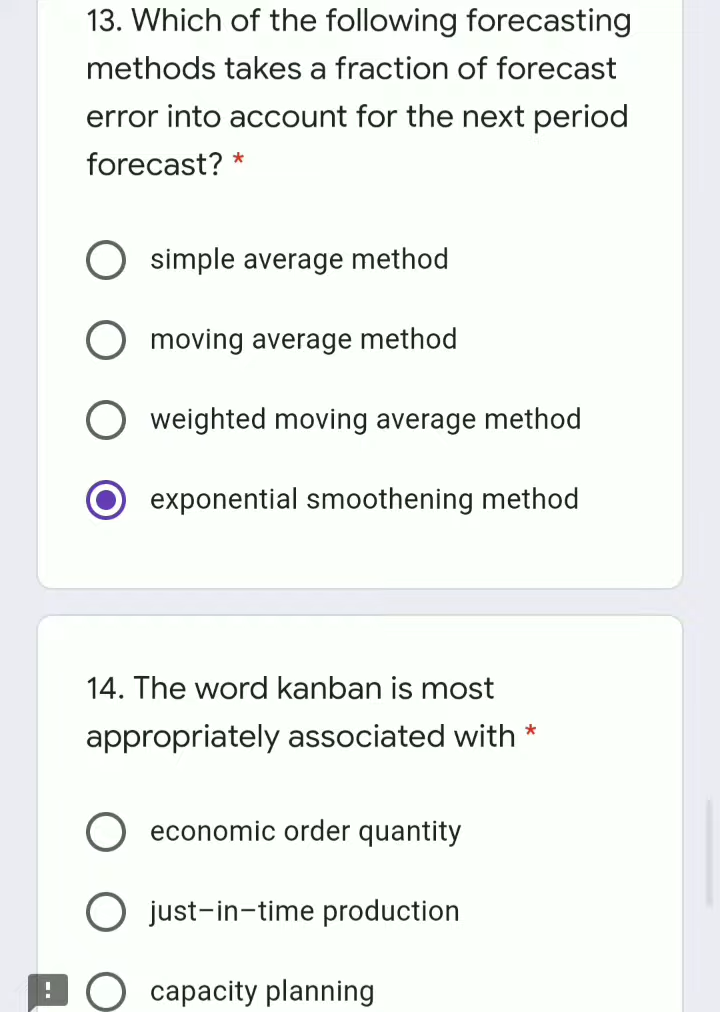 13. Which of the following forecasting
methods takes a fraction of forecast
error into account for the next period
forecast? *
simple average method
moving average method
weighted moving average method
exponential smoothening method
14. The word kanban is most
appropriately associated with *
economic order quantity
just-in-time production
capacity planning